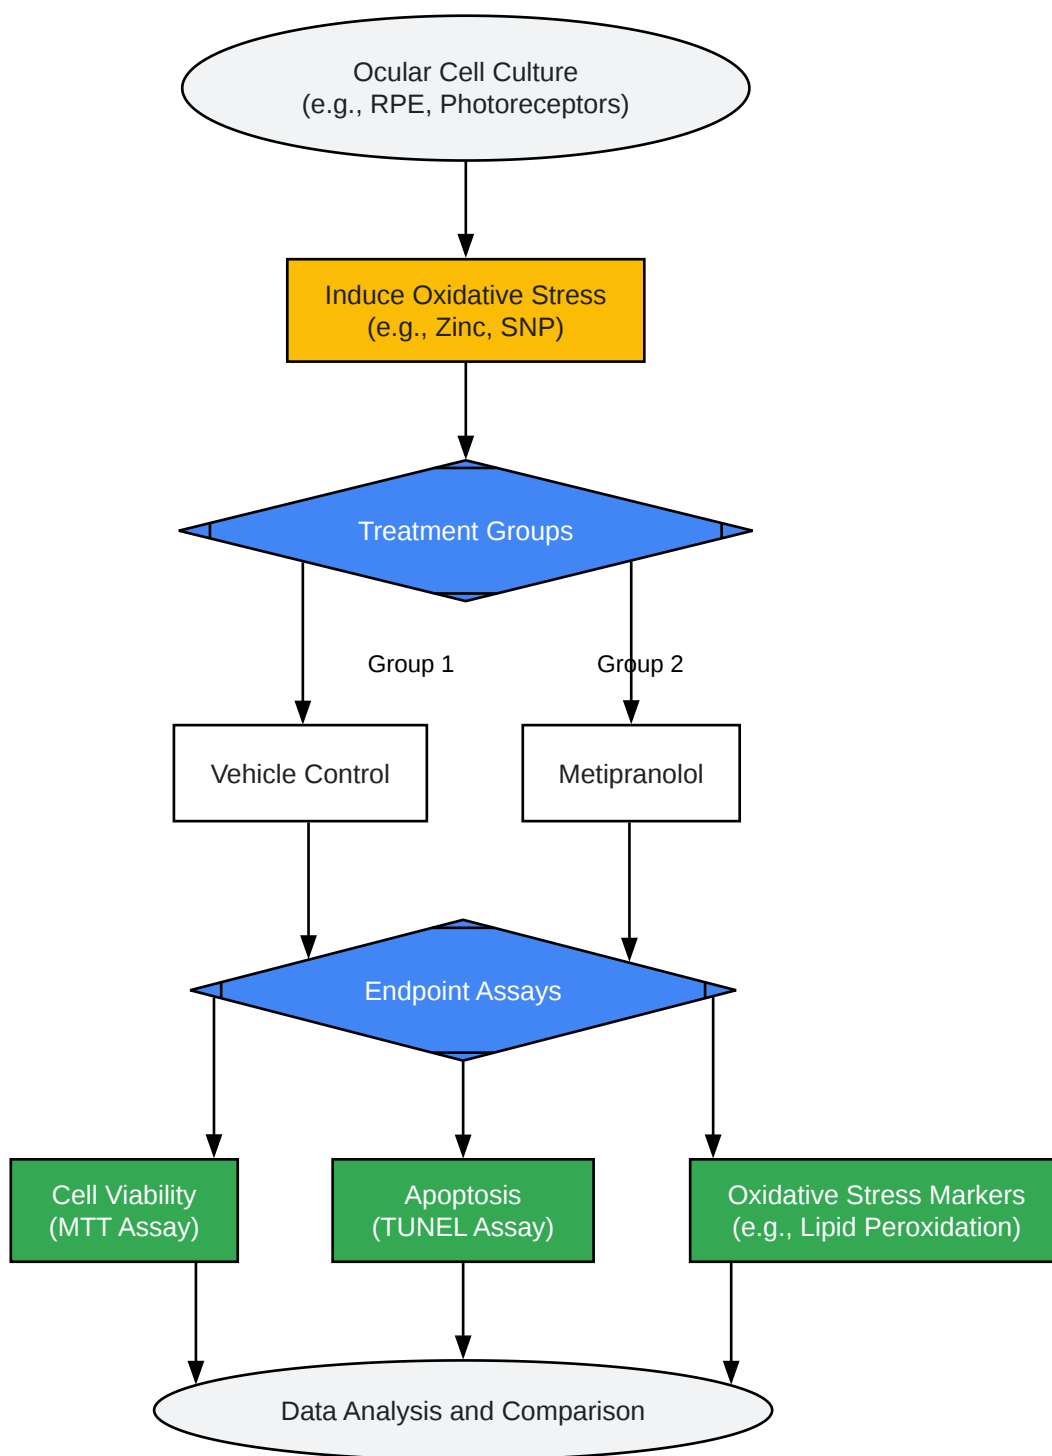 Ocular Cell Culture
(e.g., RPE, Photoreceptors)
Induce Oxidative Stress
(e.g., Zinc, SNP)
Treatment Groups
Group 1
Group 2
Vehicle Control
Metipranolol
Endpoint Assays
Cell Viability
(MTT Assay)
Apoptosis
(TUNEL Assay)
Oxidative Stress Markers
(e.g., Lipid Peroxidation)
Data Analysis and Comparison